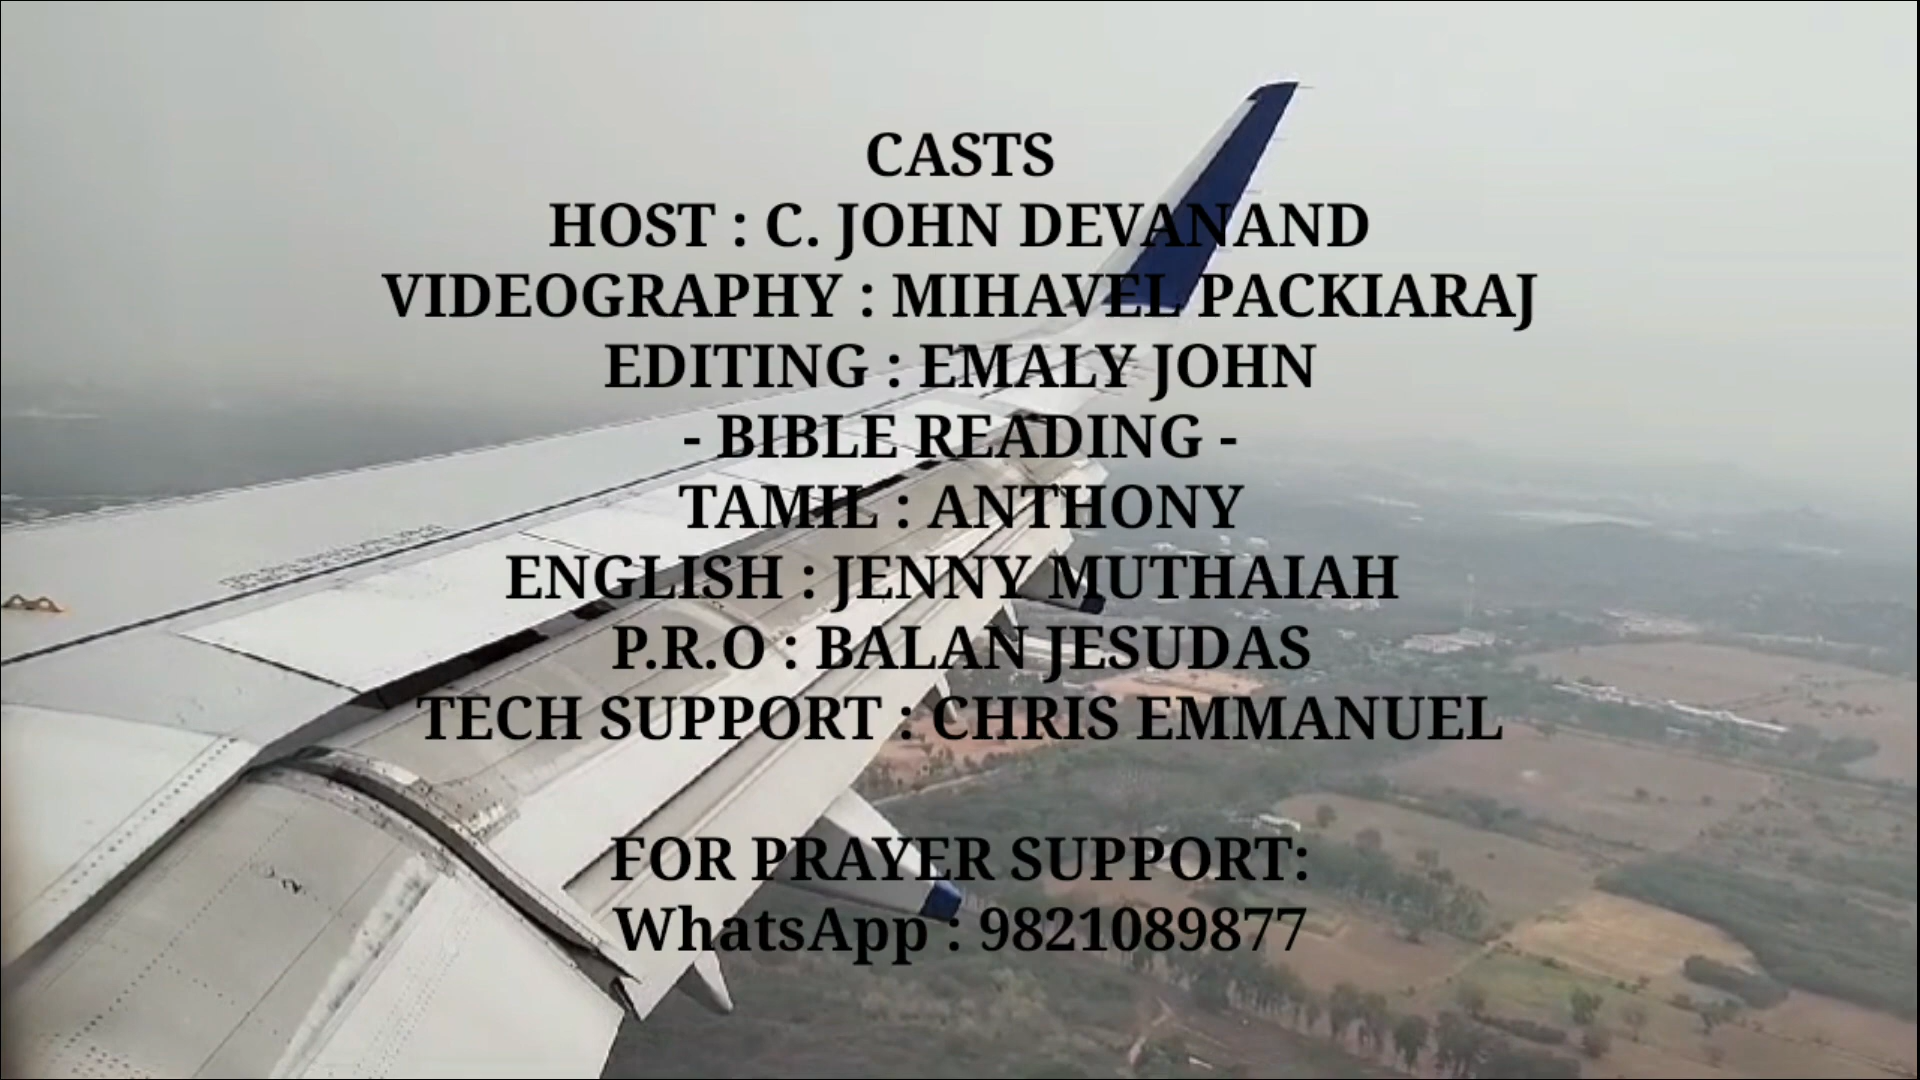 CASTS
HOST : C. JOHN DEVANAND
VIDEOGRAPHY : MIHAVEL PACKIARAJ
EDITING : EMALY JOHN
- BIBLE READING -
TAMIL : ANTHONY
ENGLISH : JENNY MUTHAIAH
P.R.O : BALAN JESUDAS
TECH SUPPORT : CHRIS EMMANUEL
FOR PRAYER SUPPORT:
WhatsApp : 9821089877